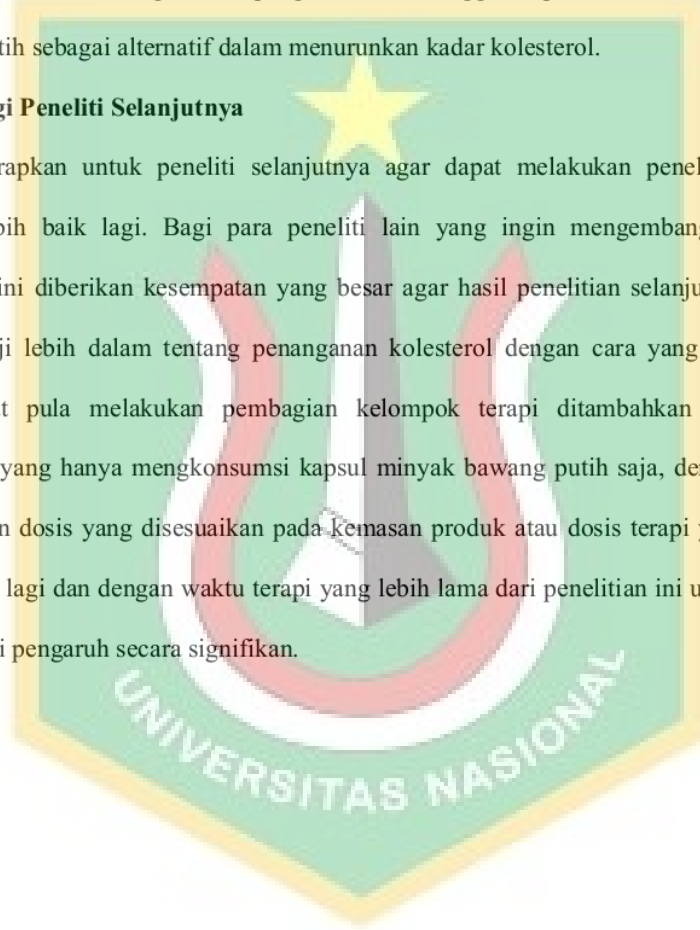 tih sebagai alternatif dalam menurunkan kadar kolesterol.
gi Peneliti Selanjutnya
rapkan untuk peneliti selanjutnya agar dapat melakukan penel
bih baik lagi. Bagi para peneliti lain yang ingin mengembang
ini diberikan kesempatan yang besar agar hasil penelitian selanju
ji lebih dalam tentang penanganan kolesterol dengan cara yang
t pula melakukan pembagian kelompok terapi ditambahkan
yang hanya mengkonsumsi kapsul minyak bawang putih saja, de
n dosis yang disesuaikan pada kemasan produk atau dosis terapi y
lagi dan dengan waktu terapi yang lebih lama dari penelitian ini u
i pengaruh secara signifikan.
UNIVERSITAS NASIONAL